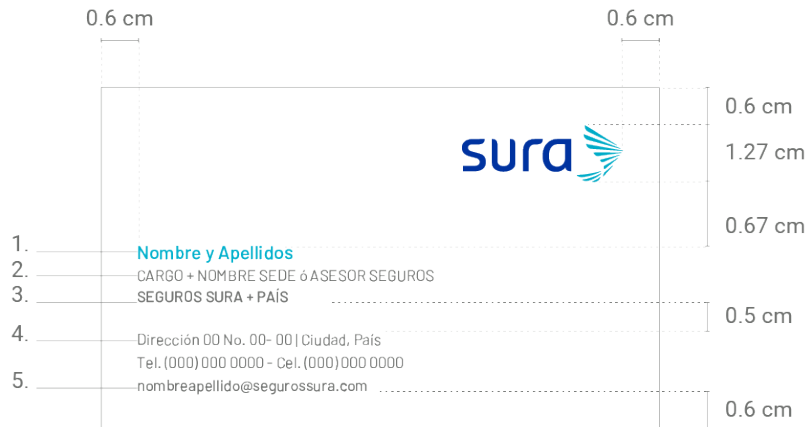 0.6 cm 0.6 cm
0.6 cm
sura
1.27 cm
0.67 cm
1. Nombre y Apellidos
2. CARGO + NOMBRE SEDE ó ASESOR SEGUROS
3. SEGUROS SURA + PAÍS
0.5 cm
4. Dirección 00 No. 00- 00 | Ciudad, País
Tel. (000) 000 0000 - Cel. (000) 000 0000
5. nombreapellido@segurossura.com
0.6 cm